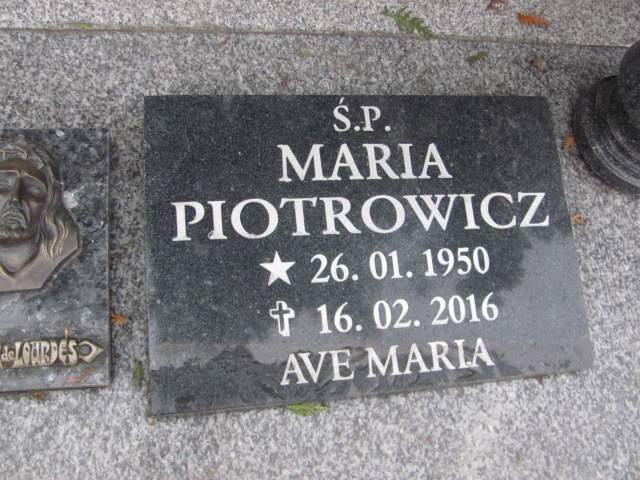 Ś.P.
MARIA
PIOTROWICZ
★ 26. 01. 1950
✝ 16. 02. 2016
AVE MARIA
de LOURDES